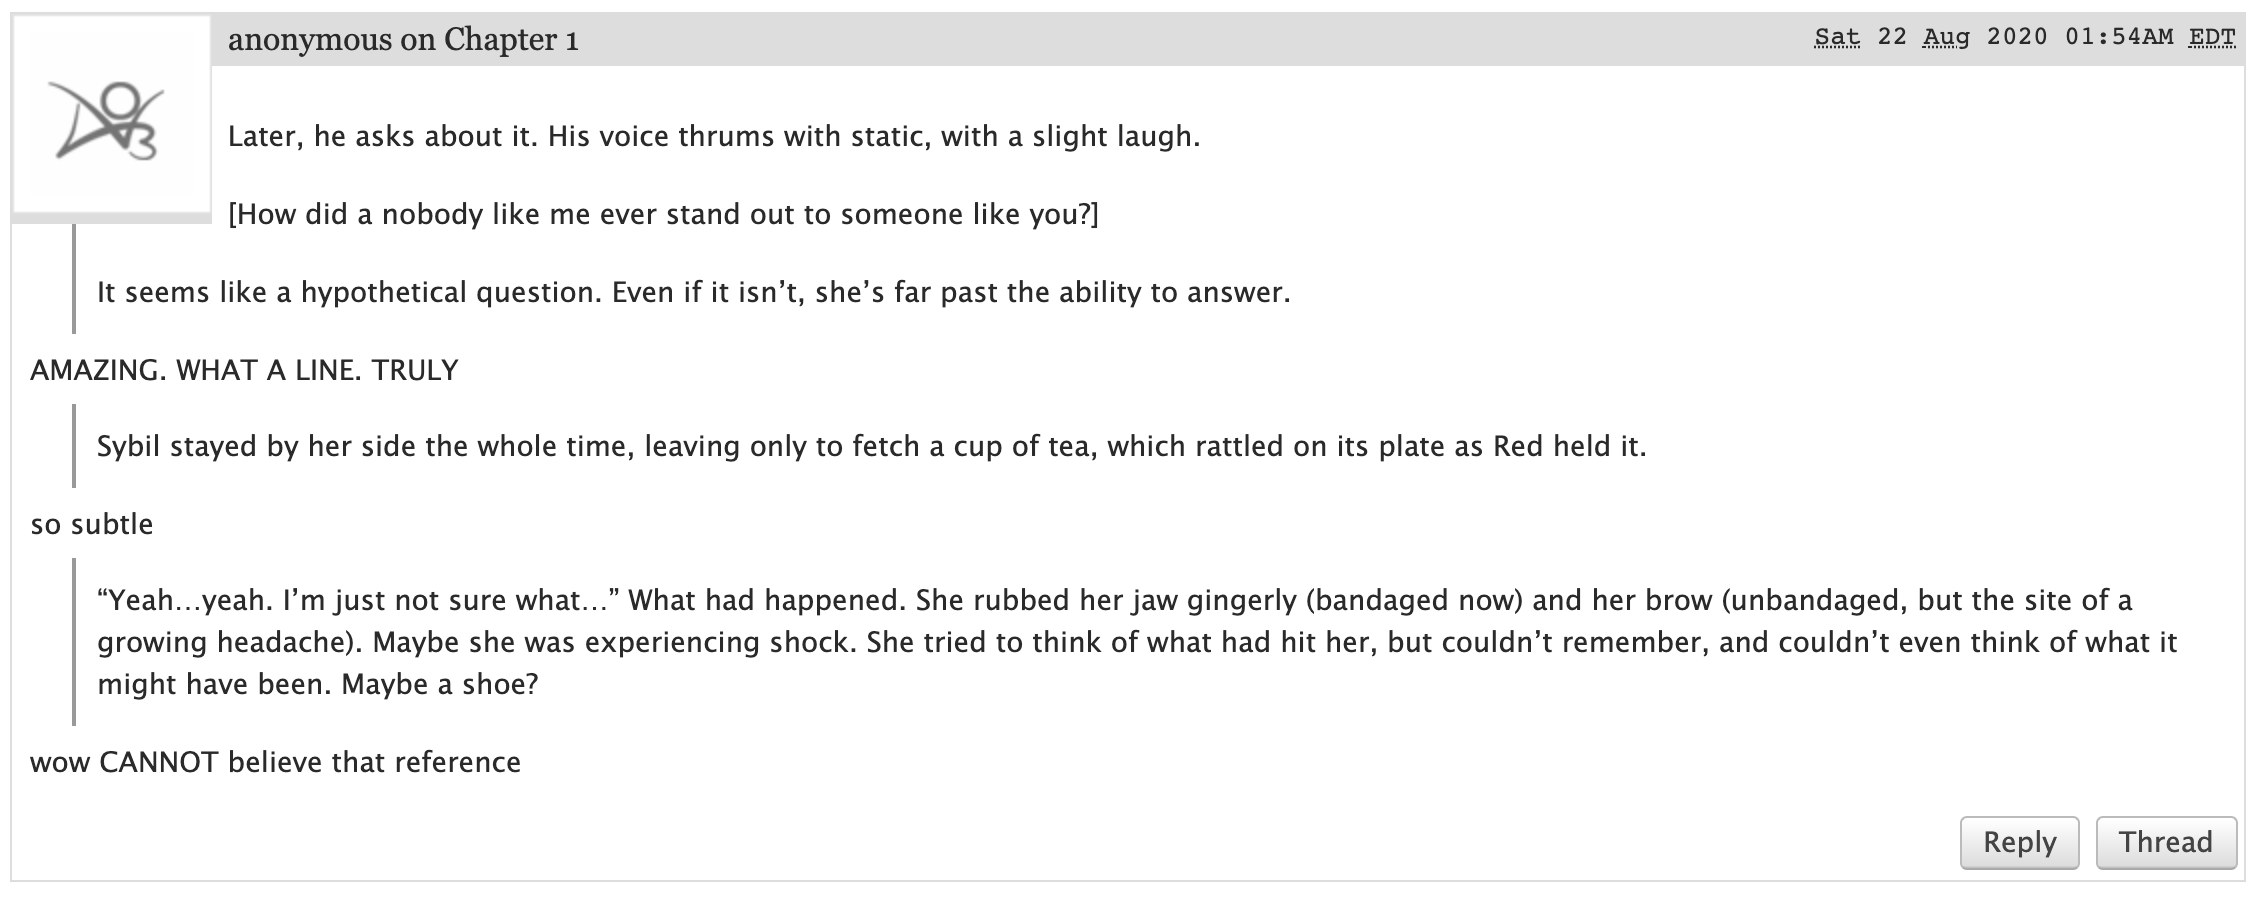 anonymous on Chapter 1
Sat 22 Aug 2020 01:54AM EDT
Later, he asks about it. His voice thrums with static, with a slight laugh.
[How did a nobody like me ever stand out to someone like you?]
It seems like a hypothetical question. Even if it isn’t, she’s far past the ability to answer.
AMAZING. WHAT A LINE. TRULY
Sybil stayed by her side the whole time, leaving only to fetch a cup of tea, which rattled on its plate as Red held it.
so subtle
“Yeah…yeah. I’m just not sure what…” What had happened. She rubbed her jaw gingerly (bandaged now) and her brow (unbandaged, but the site of a
growing headache). Maybe she was experiencing shock. She tried to think of what had hit her, but couldn’t remember, and couldn’t even think of what it
might have been. Maybe a shoe?
wow CANNOT believe that reference
Reply Thread